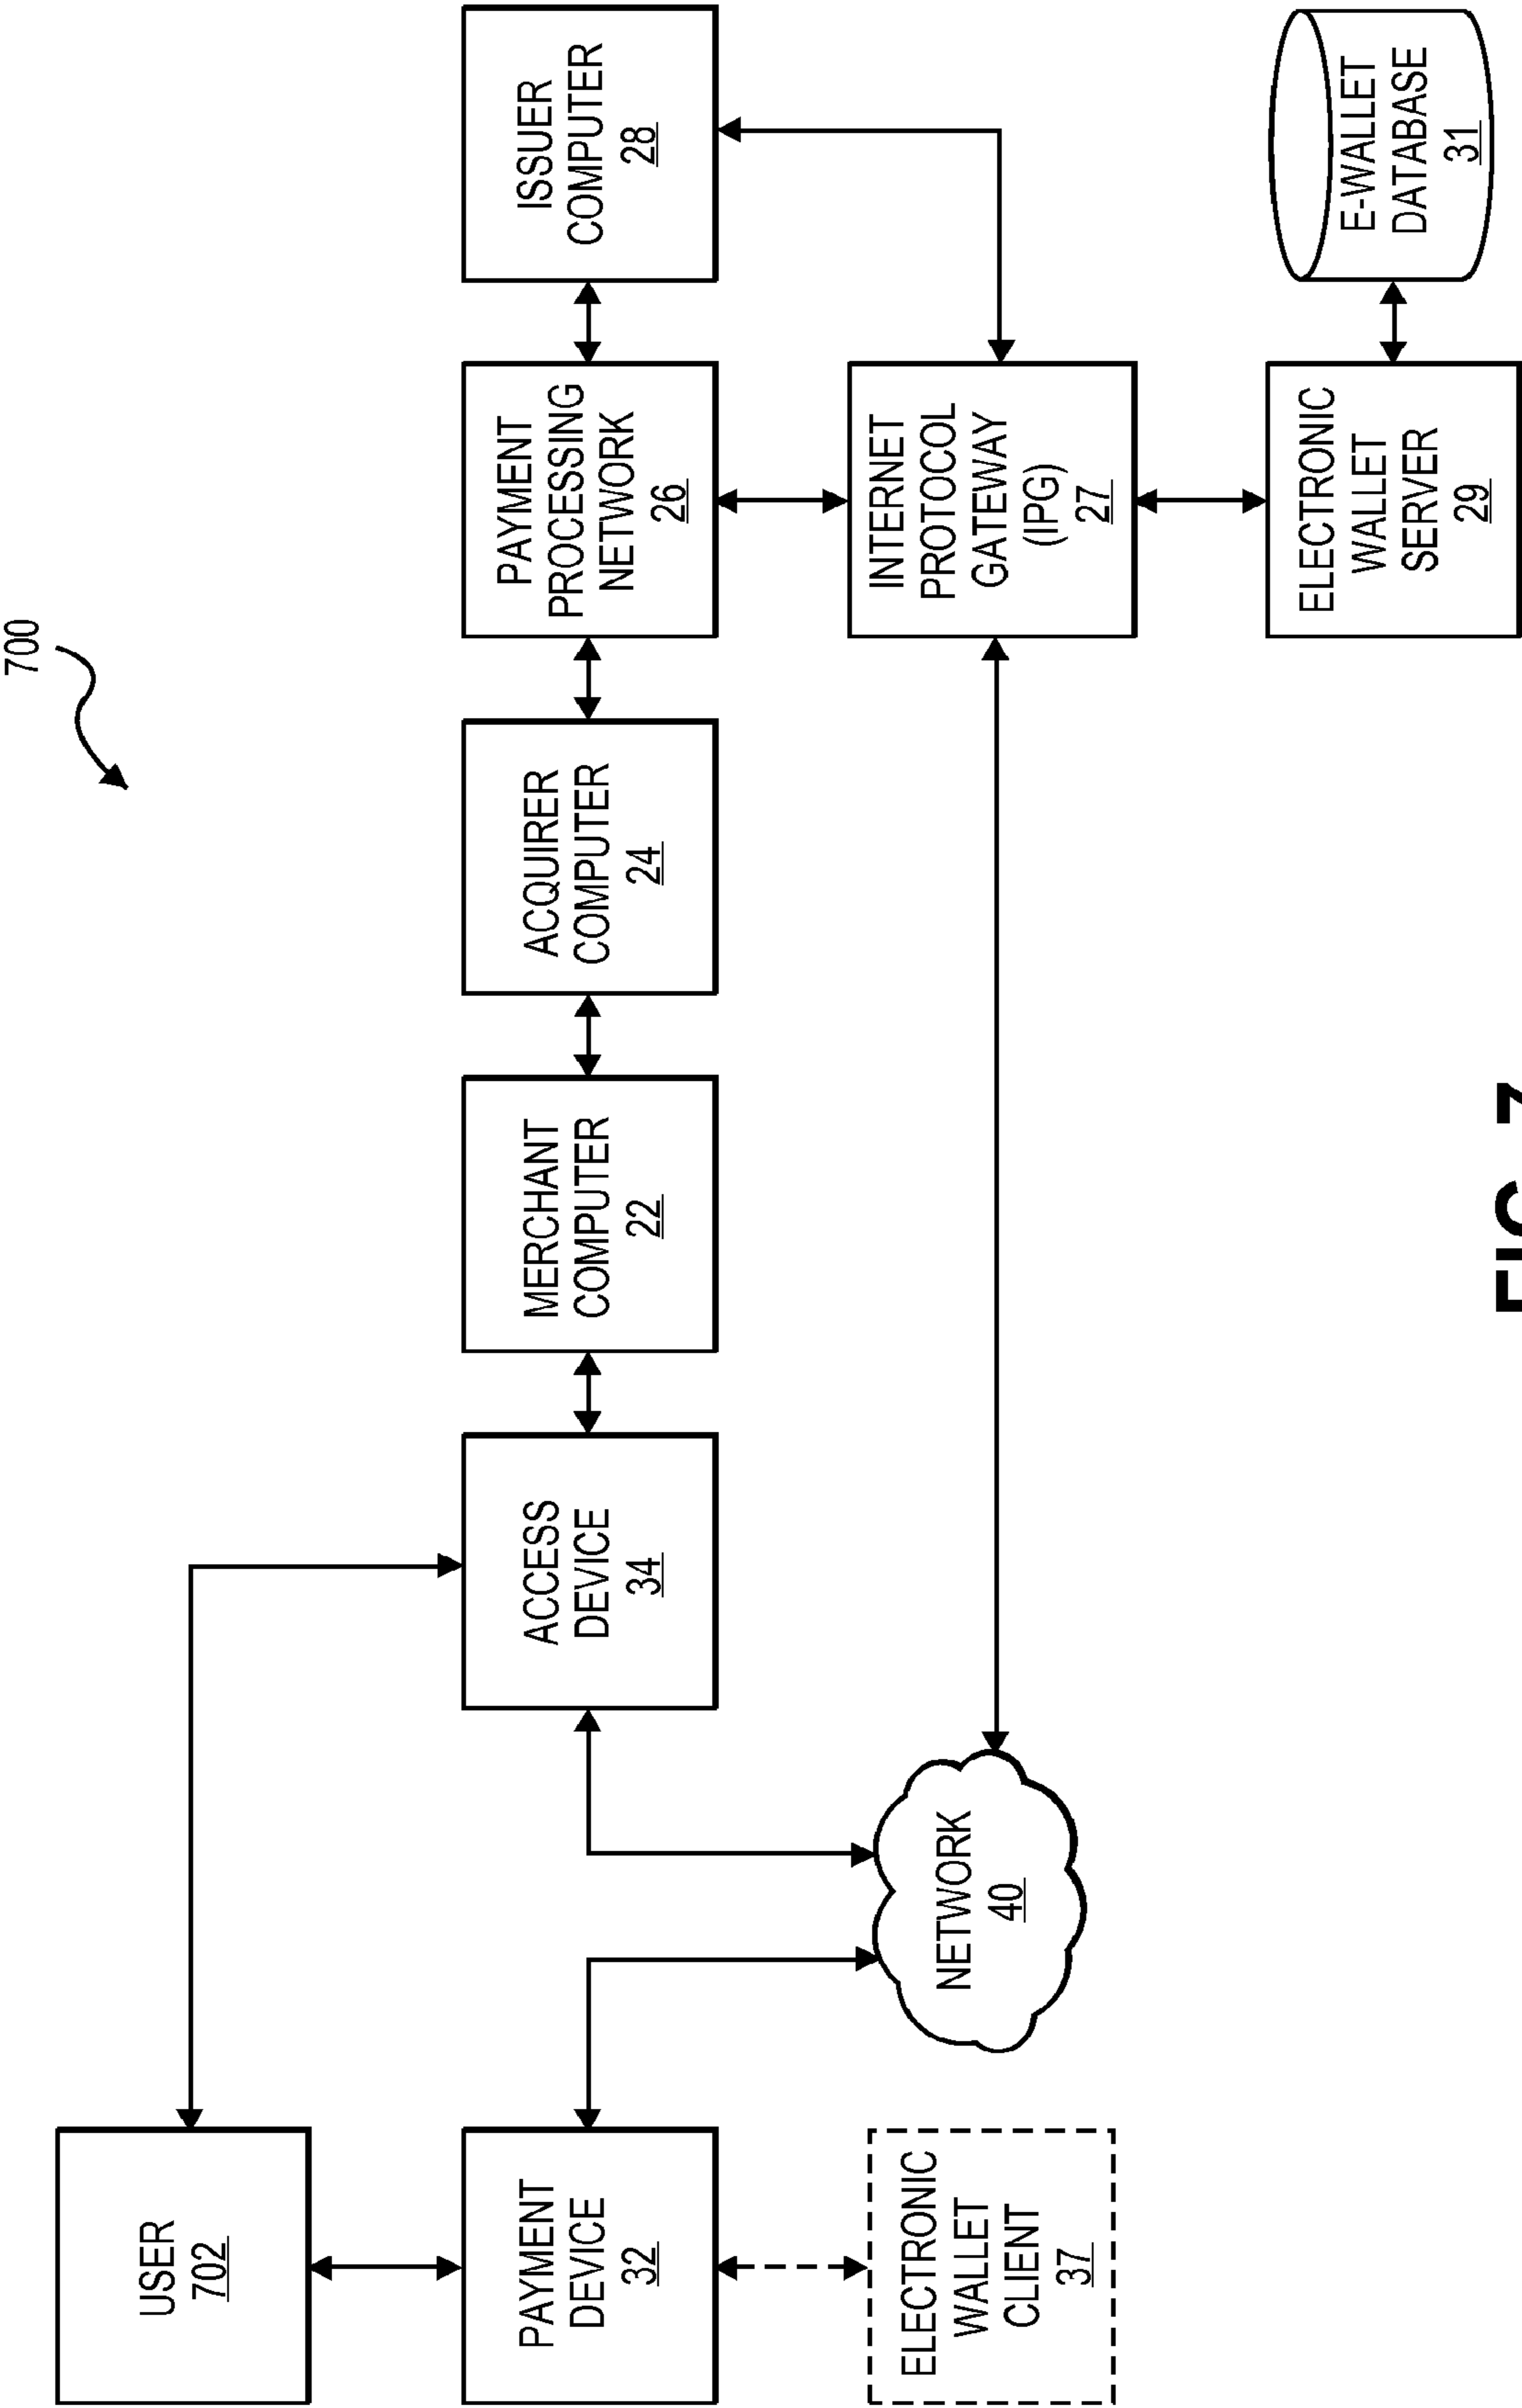 700
USER
702
PAYMENT
DEVICE
32
ELECTRONIC
WALLET
CLIENT
37
NETWORK
40
ACCESS
DEVICE
34
MERCHANT
COMPUTER
22
ACQUIRER
COMPUTER
24
PAYMENT
PROCESSING
NETWORK
26
ISSUER
COMPUTER
28
INTERNET
PROTOCOL
GATEWAY
(IPG)
27
ELECTRONIC
WALLET
SERVER
29
E-WALLET
DATABASE
31